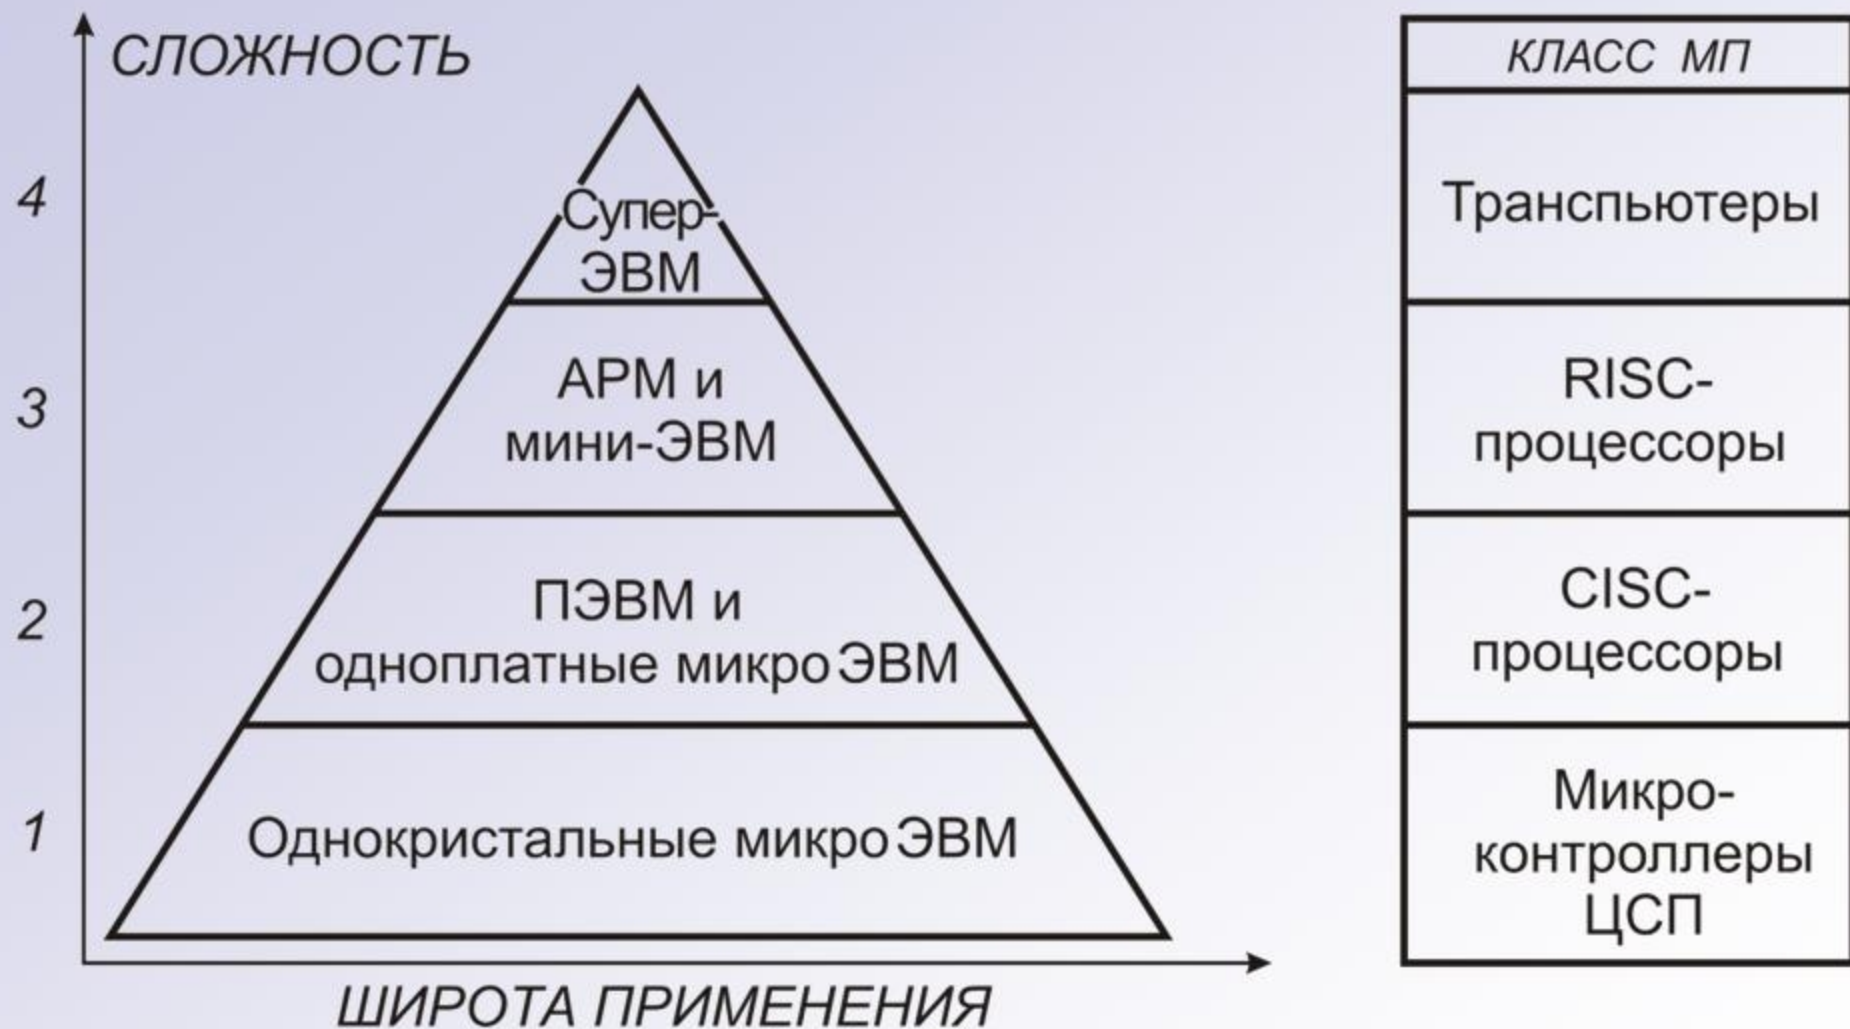 СЛОЖНОСТЬ
4
3
2
1
Супер-
ЭВМ
АРМ и
мини-ЭВМ
ПЭВМ и
одноплатные микро ЭВМ
Однокристальные микро ЭВМ
ШИРОТА ПРИМЕНЕНИЯ
КЛАСС МП
Транспьютеры
RISC-
процессоры
CISC-
процессоры
Микро-
контроллеры
ЦСП